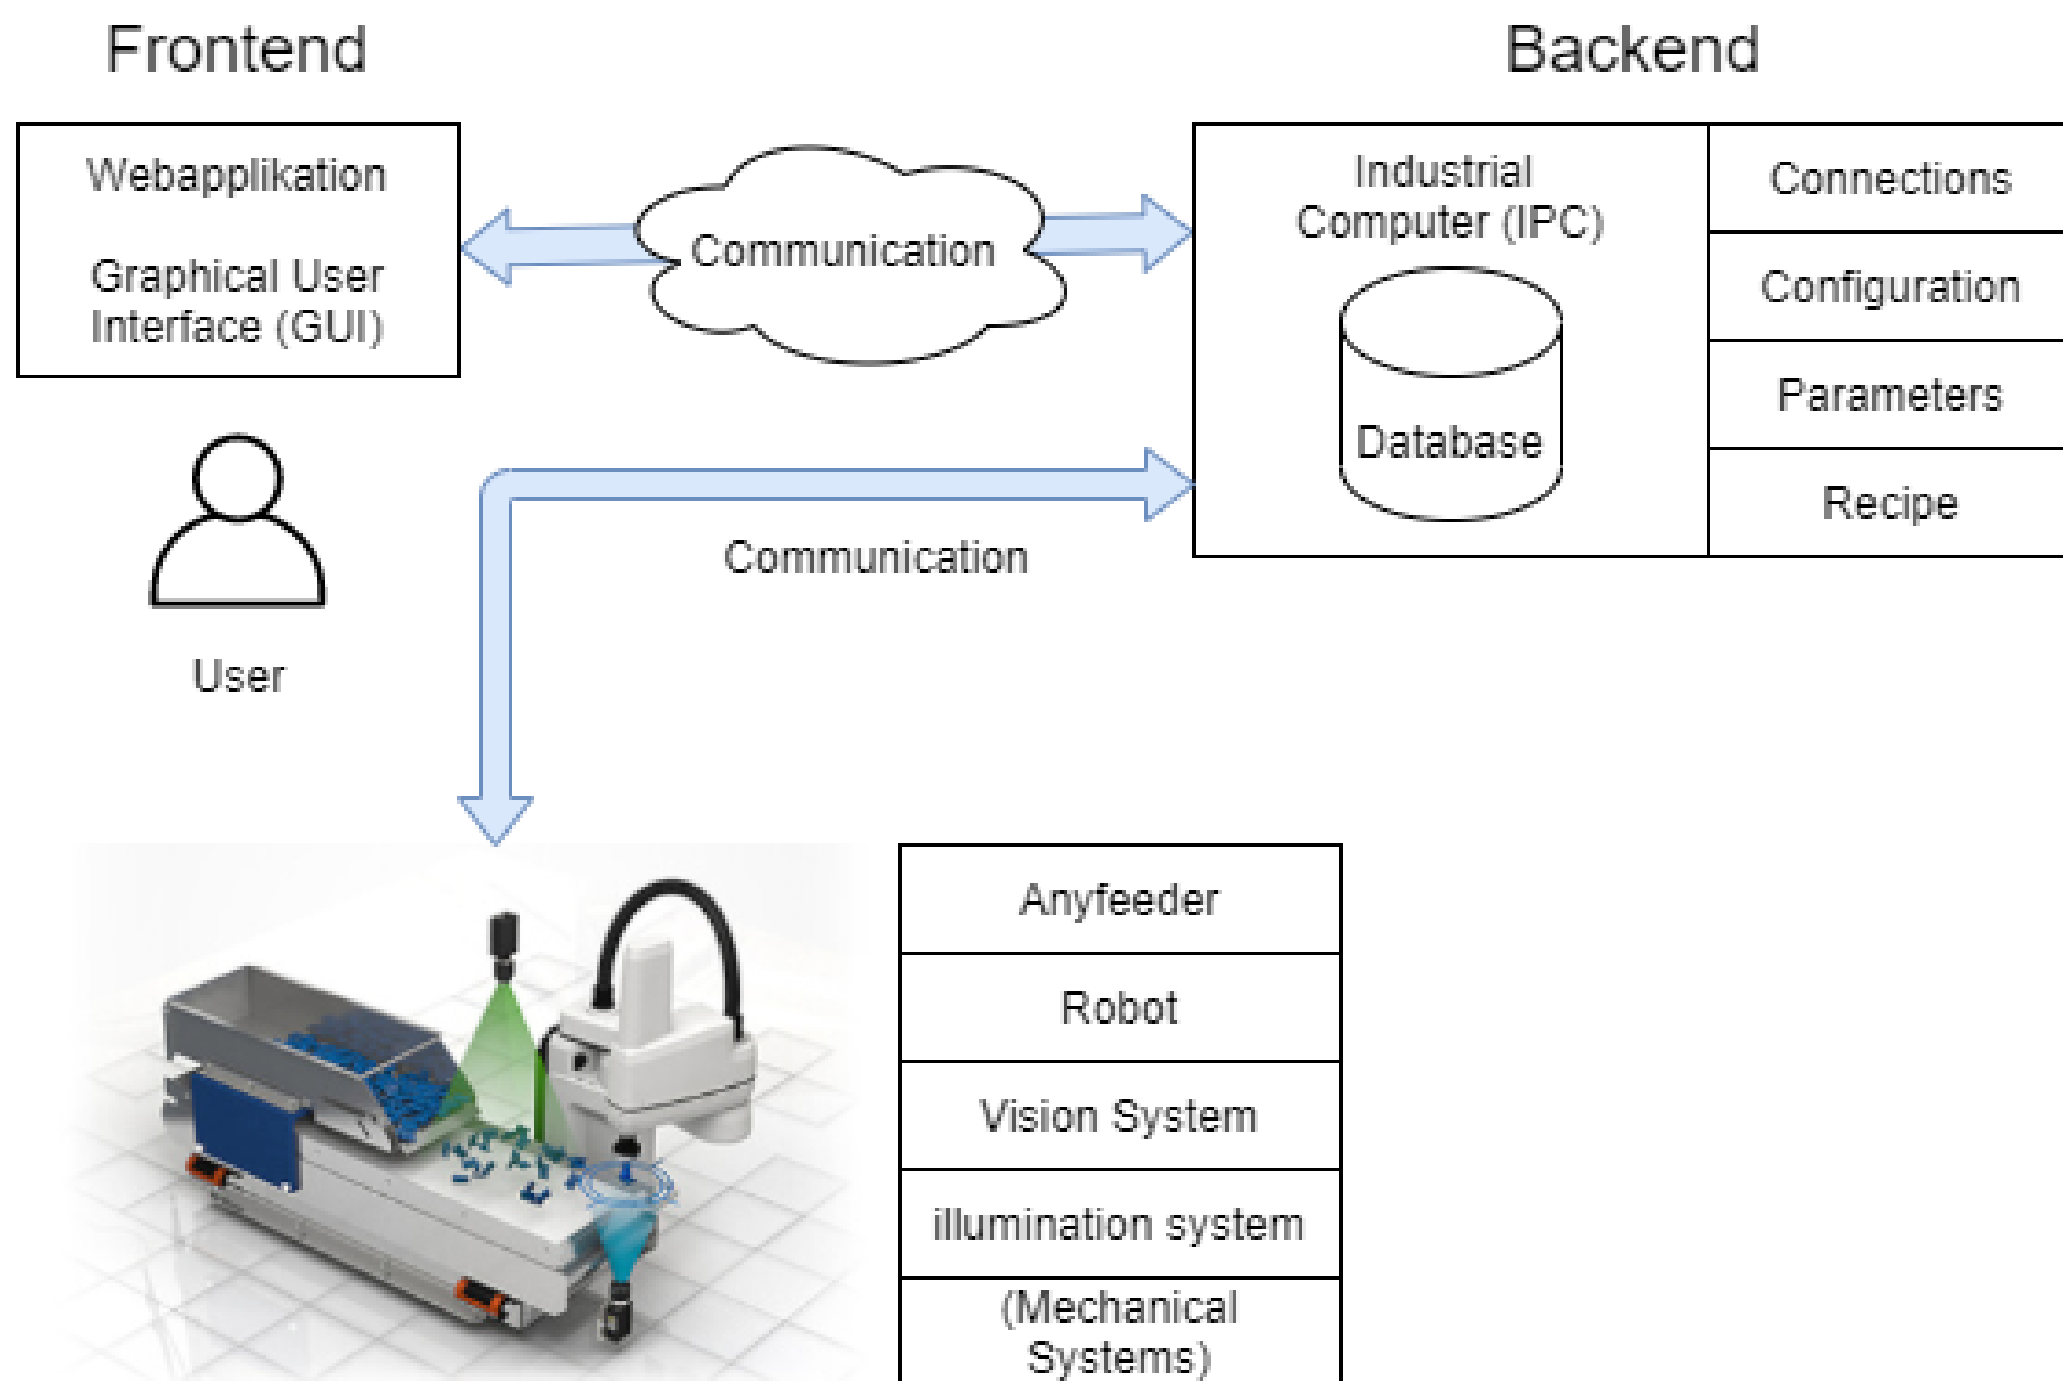 Frontend
Backend
Webapplikation
Graphical User
Interface (GUI)
Communication
Industrial
Computer (IPC)
Database
Connections
Configuration
Parameters
Recipe
User
Communication
Anyfeeder
Robot
Vision System
illumination system
(Mechanical
Systems)